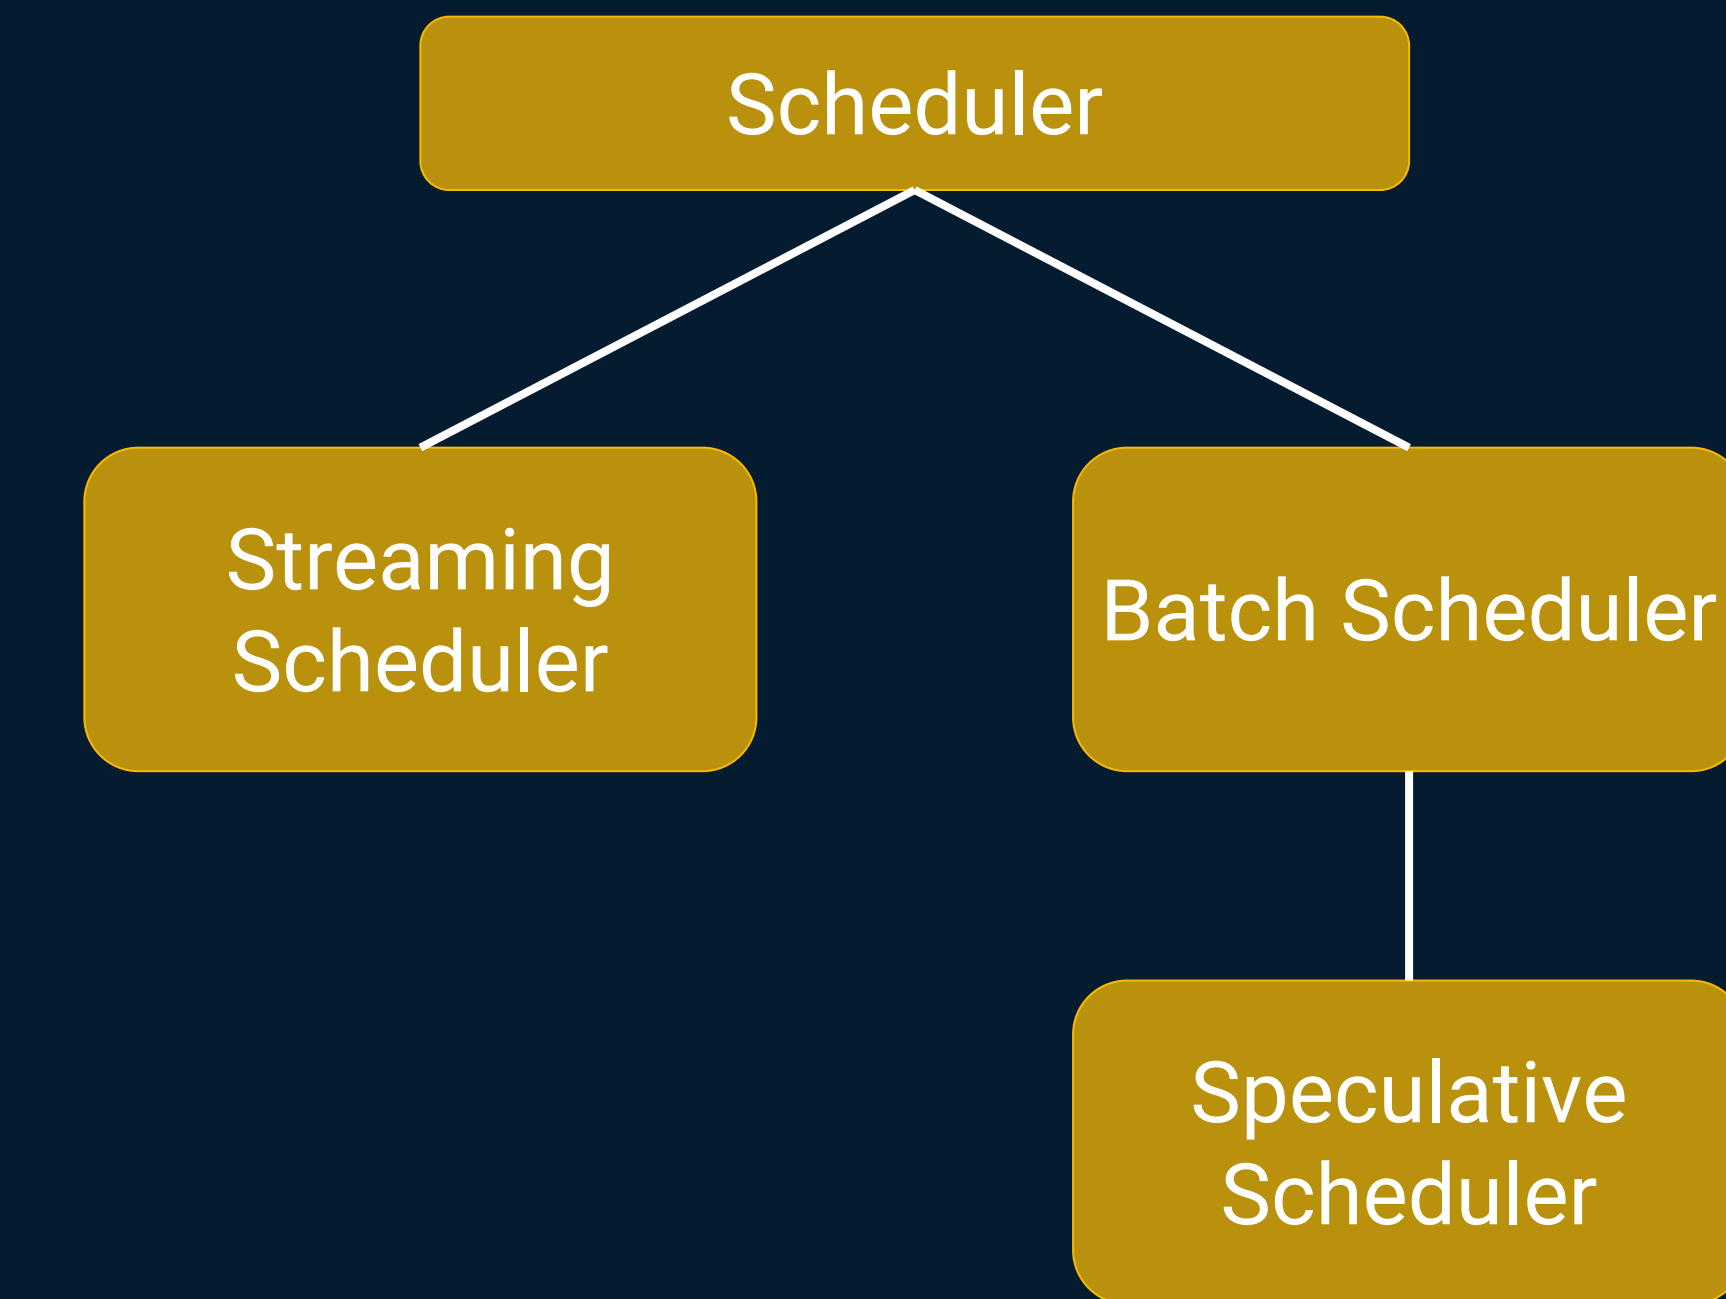 Scheduler
Streaming
Scheduler
Batch Scheduler
Speculative
Scheduler